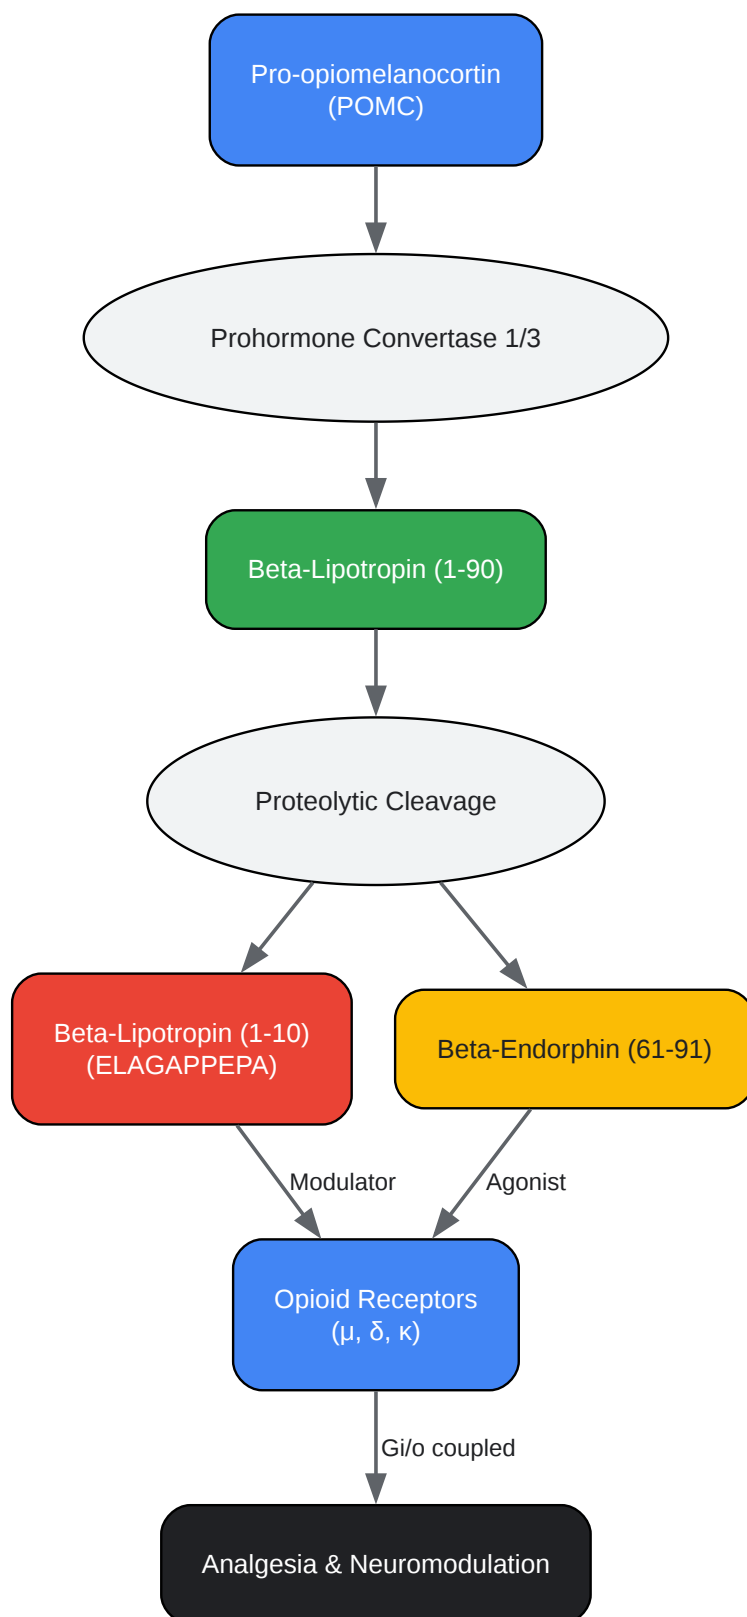 Pro-opiomelanocortin
(POMC)
Prohormone Convertase 1/3
Beta-Lipotropin (1-90)
Proteolytic Cleavage
Beta-Lipotropin (1-10)
(ELAGAPPEPA)
Beta-Endorphin (61-91)
Modulator
Agonist
Opioid Receptors
(μ, δ, κ)
Gi/o coupled
Analgesia & Neuromodulation